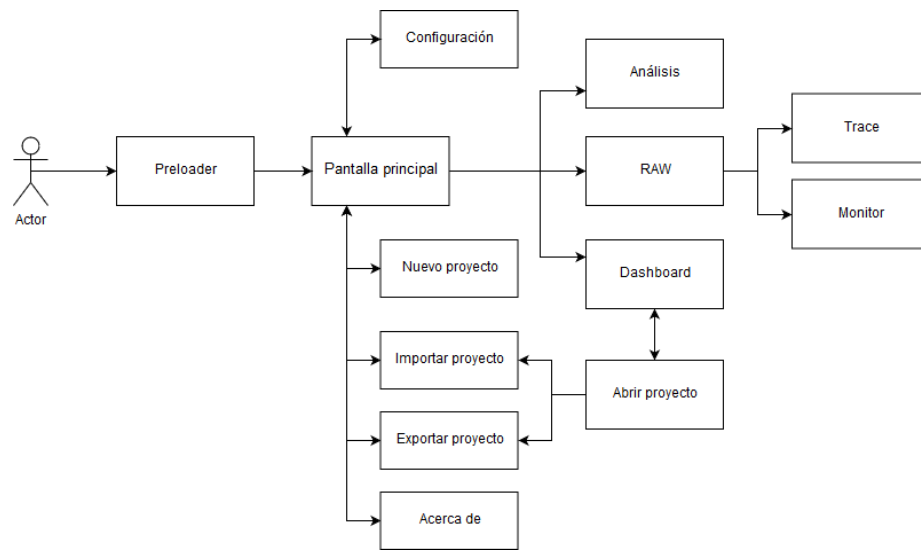 Configuración
Análisis
Trace
Preloader
Pantalla principal
RAW
Monitor
Actor
Nuevo proyecto
Dashboard
Importar proyecto
Abrir proyecto
Exportar proyecto
Acerca de